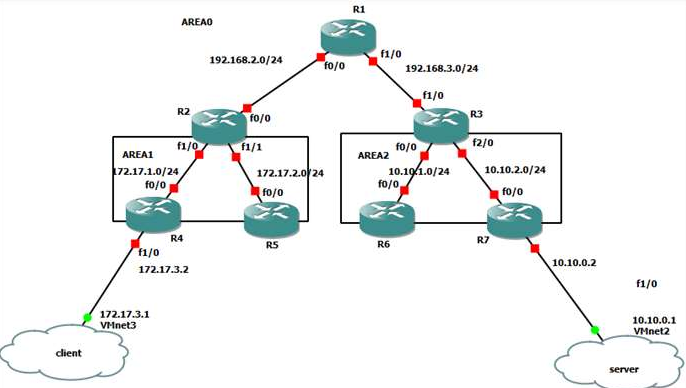 R1
AREA0
192.168.2.0/24
f0/0
f1/0
192.168.3.0/24
f1/0
R2
f0/0
R3
f1/0
f1/1
f0/0
f2/0
AREA1
172.17.1.0/24
172.17.2.0/24
AREA2
10.10.1.0/24
10.10.2.0/24
f0/0
f0/0
f0/0
f0/0
R4
R5
R6
R7
f1/0
172.17.3.2
10.10.0.2
f1/0
172.17.3.1
VMnet3
10.10.0.1
VMnet2
client
server